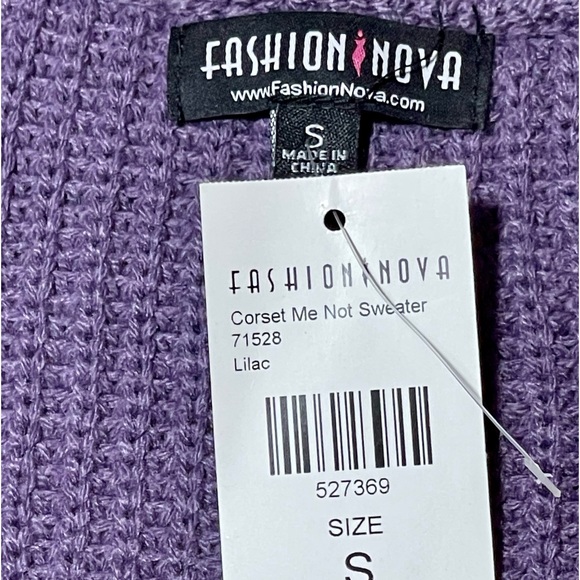 FASHION NOVA
www.FashionNova.com
S
MADE IN
CHINA
FASHION NOVA
Corset Me Not Sweater
71528
Lilac
527369
SIZE
S